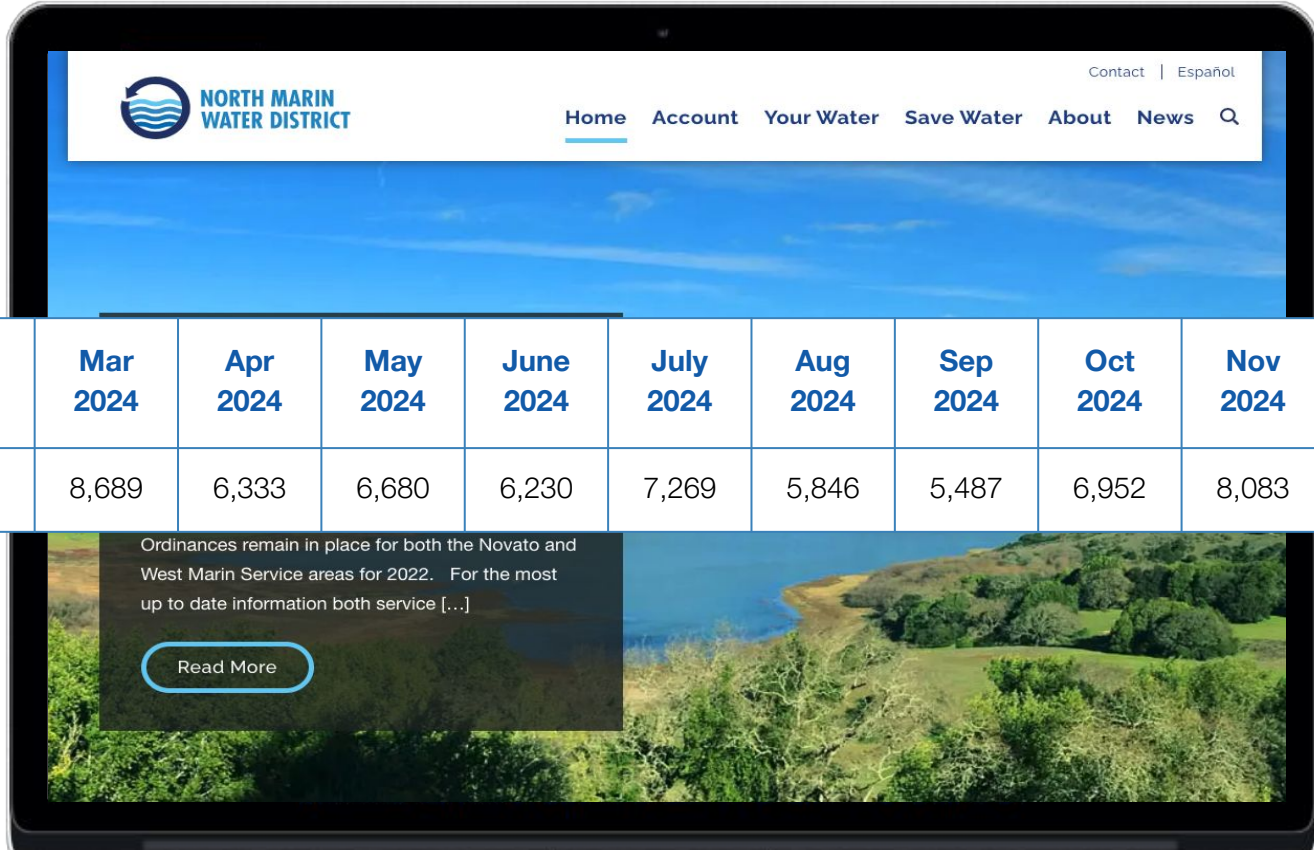 Contact | Español
NORTH MARIN
WATER DISTRICT
Home Account Your Water Save Water About News
Mar 2024 Apr 2024 May 2024 June 2024 July 2024 Aug 2024 Sep 2024 Oct 2024 Nov 2024
8,689 6,333 6,680 6,230 7,269 5,846 5,487 6,952 8,083
Ordinances remain in place for both the Novato and
West Marin Service areas for 2022. For the most
up to date information both service […]
Read More